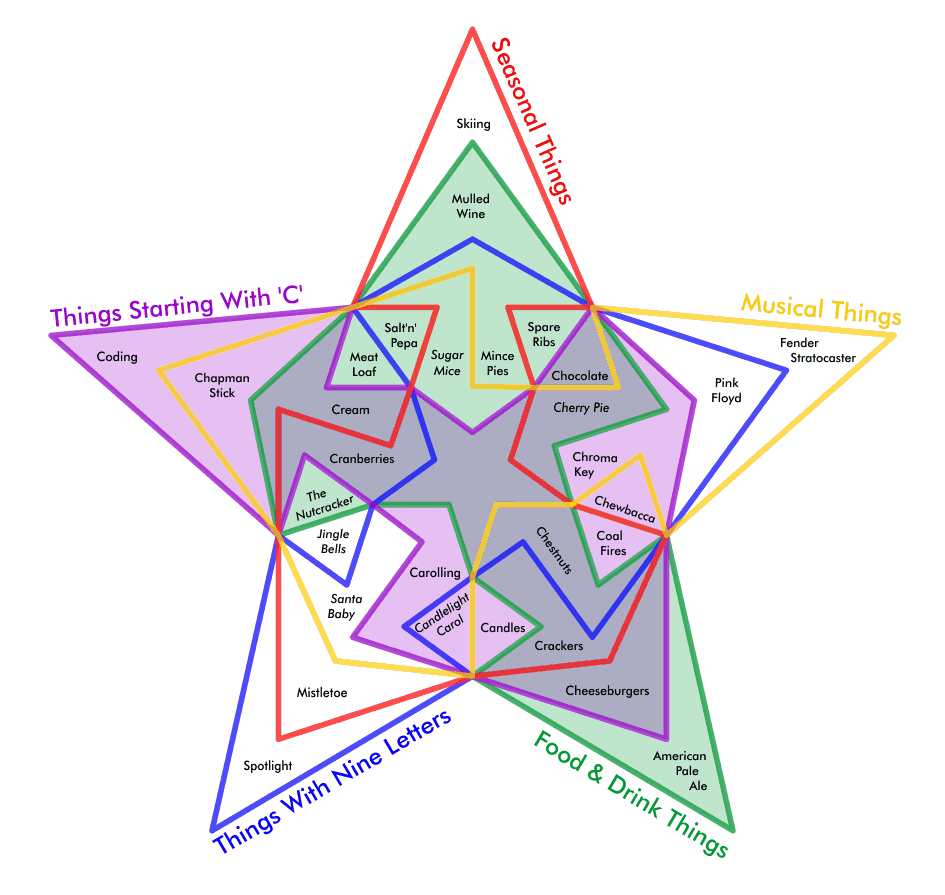 Seasonal Things
Skiing
Mulled
Wine
Things Starting With 'C'
Musical Things
Coding
Chapman
Stick
Salt'n'
Pepa
Meat
Loaf
Sugar
Mice
Mince
Pies
Spare
Ribs
Chocolate
Fender
Stratocaster
Pink
Floyd
Cream
Cherry Pie
Cranberries
Chroma
Key
The
Nutcracker
Chewbacca
Jingle
Bells
Coal
Fires
Chestnuts
Carolling
Santa
Baby
Candlelight
Carol
Candles
Crackers
Mistletoe
Cheeseburgers
Spotlight
American
Pale
Ale
Things With Nine Letters
Food & Drink Things